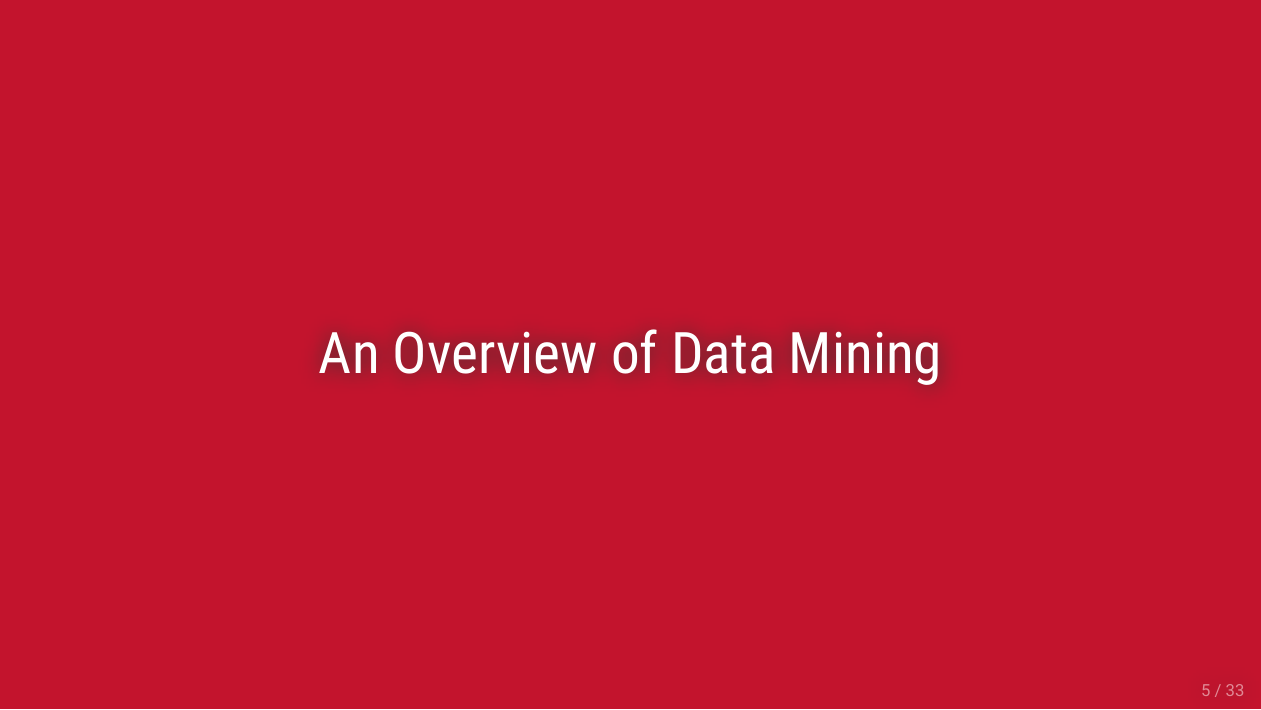 An Overview of Data Mining
5 / 33